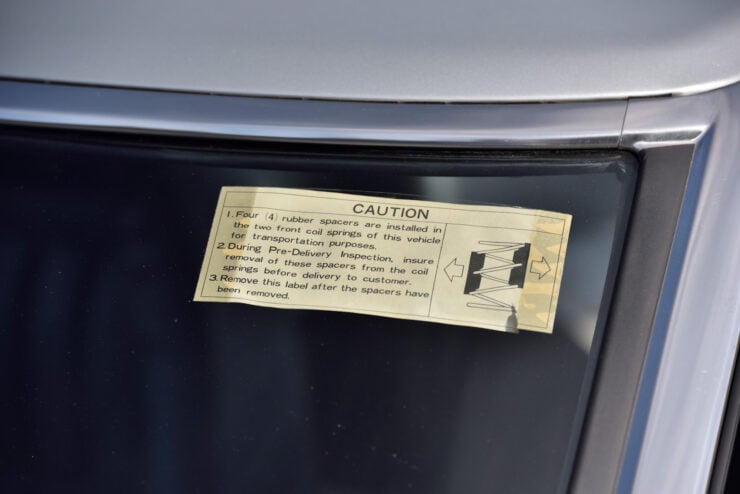 CAUTION
1. Four (4) rubber spacers are installed in
the two front coil springs of this vehicle
for transportation purposes.
2. During Pre-Delivery Inspection, insure
removal of these spacers from the coil
springs before delivery to customer.
3. Remove this label after the spacers have
been removed.